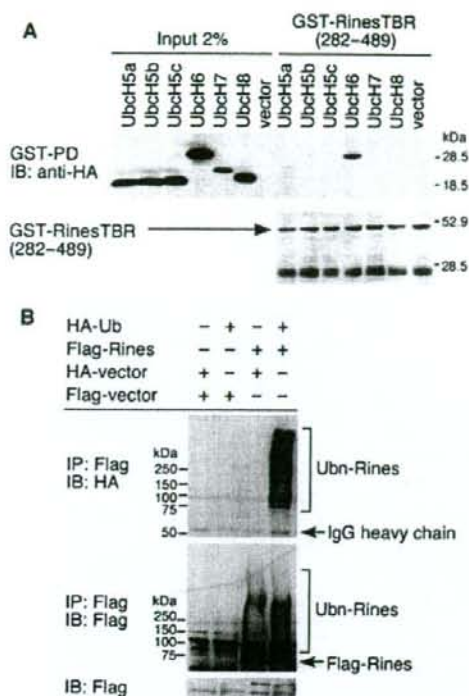 A
Input 2%
GST-RinesTBR
(282–489)
UbcH5a
UbcH5b
UbcH5c
UbcH6
UbcH7
UbcH8
vector
UbcH5a
UbcH5b
UbcH5c
UbcH6
UbcH7
UbcH8
vector
kDa
GST-PD
IB: anti-HA
- 28.5
- 18.5
GST-RinesTBR
(282–489)
- 52.9
- 28.5
B
HA-Ub - + - +
Flag-Rines - - + +
HA-vector + - + -
Flag-vector + + - -
IP: Flag
IB: HA
kDa
250
150
100
75
50
Ubn-Rines
IgG heavy chain
IP: Flag
IB: Flag
kDa
250
150
100
75
Ubn-Rines
Flag-Rines
IB: Flag